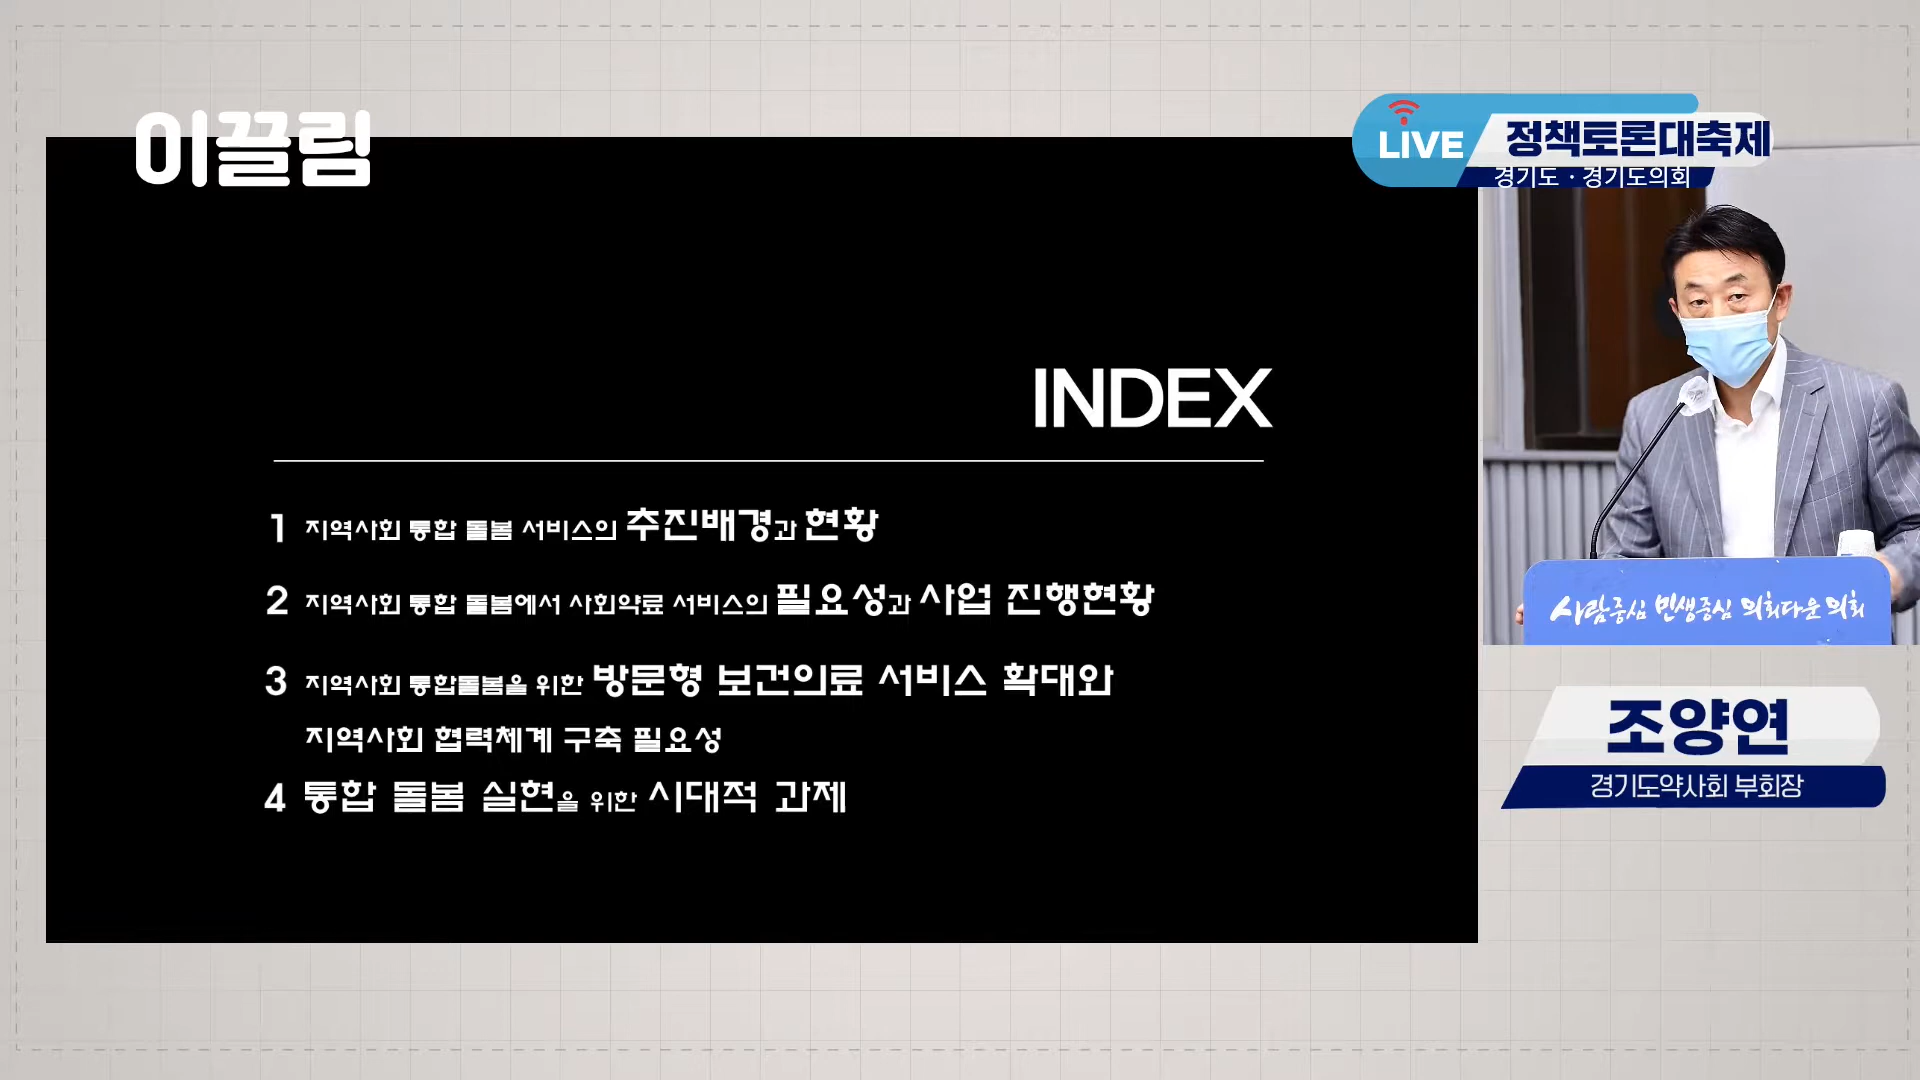 이끌림
LIVE 정책토론대축제
경기도 · 경기도의회
INDEX
1 지역사회 통합 돌봄 서비스의 추진배경과 현황
2 지역사회 통합 돌봄에서 사회약료 서비스의 필요성과 사업 진행현황
3 지역사회 통합돌봄을 위한 방문형 보건의료 서비스 확대와
지역사회 협력체계 구축 필요성
4 통합 돌봄 실현을 위한 시대적 과제
사람중심 민생중심 의회다운 의회
조양연
경기도약사회 부회장